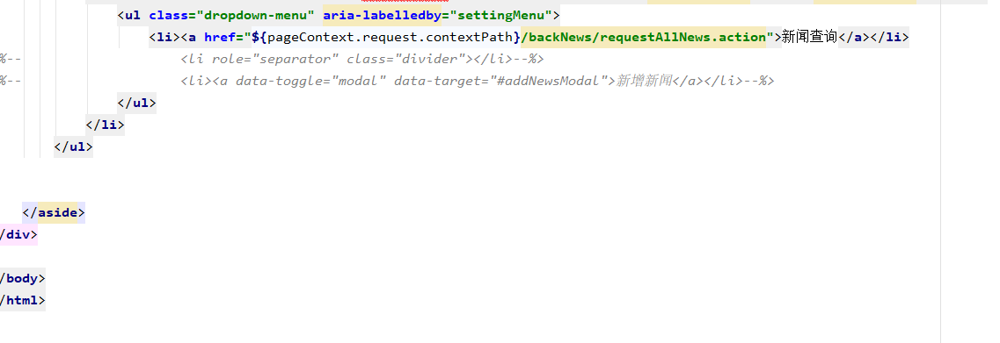 <ul class="dropdown-menu" aria-labelledby="settingMenu">
<li><a href="${pageContext.request.contextPath}/backNews/requestAllNews.action">新闻查询</a></li>
%-- <li role="separator" class="divider"></li>--%>
%-- <li><a data-toggle="modal" data-target="#addNewsModal">新增新闻</a></li>--%>
</ul>
</li>
</ul>
</aside>
/div>
/body>
/html>